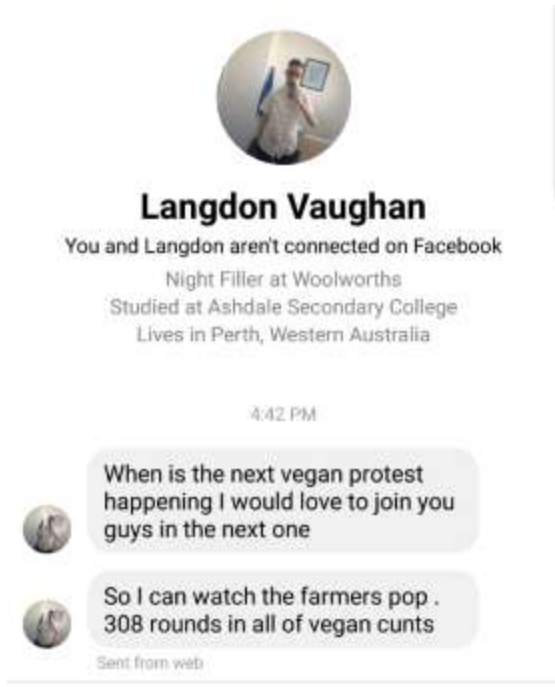 Langdon Vaughan
You and Langdon aren't connected on Facebook
Night Filler at Woolworths
Studied at Ashdale Secondary College
Lives in Perth, Western Australia
4:42 PM
When is the next vegan protest
happening I would love to join you
guys in the next one
So I can watch the farmers pop .
308 rounds in all of vegan cunts
Sent from web